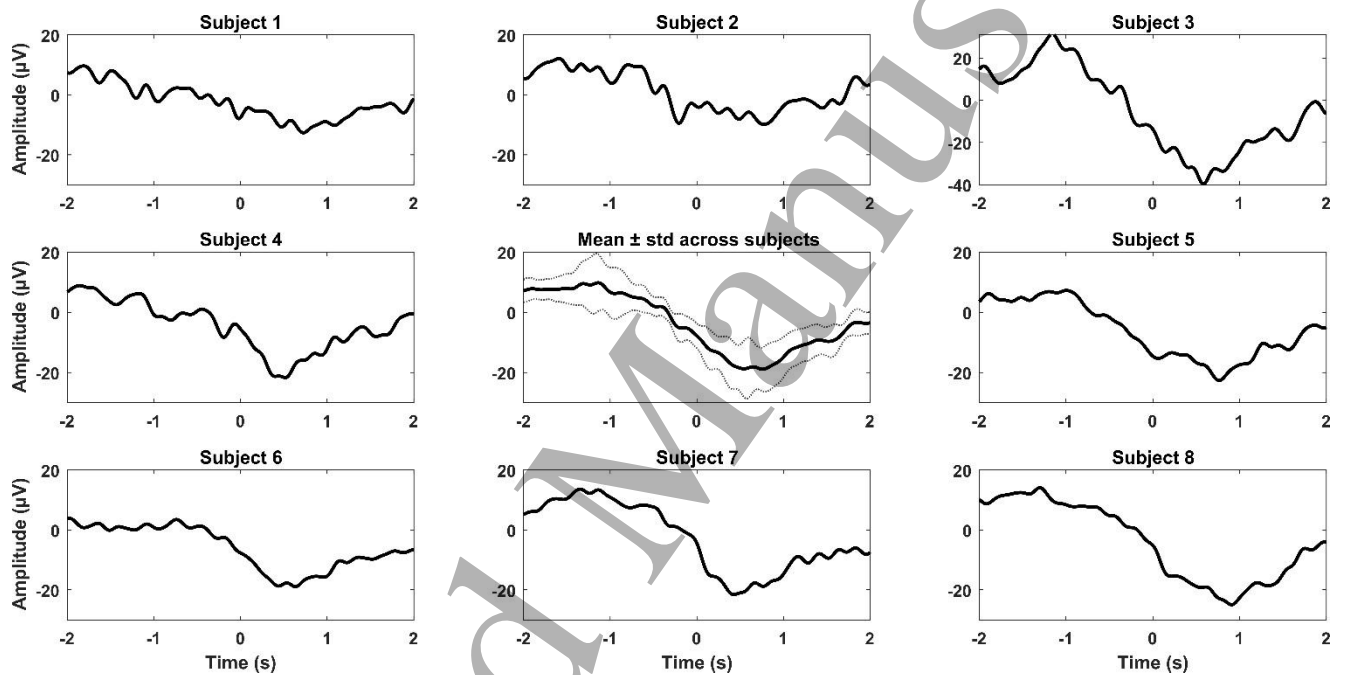 Subject 1
Subject 2
Subject 3
Amplitude (µV)
20
0
-20
-2 -1 0 1 2
20
0
-20
-2 -1 0 1 2
20
0
-20
-40
-2 -1 0 1 2
Subject 4
Mean ± std across subjects
Subject 5
Amplitude (µV)
20
0
-20
-2 -1 0 1 2
20
0
-20
-2 -1 0 1 2
20
0
-20
-2 -1 0 1 2
Subject 6
Subject 7
Subject 8
Amplitude (µV)
20
0
-20
-2 -1 0 1 2
Time (s)
20
0
-20
-2 -1 0 1 2
Time (s)
20
0
-20
-2 -1 0 1 2
Time (s)
d Manus